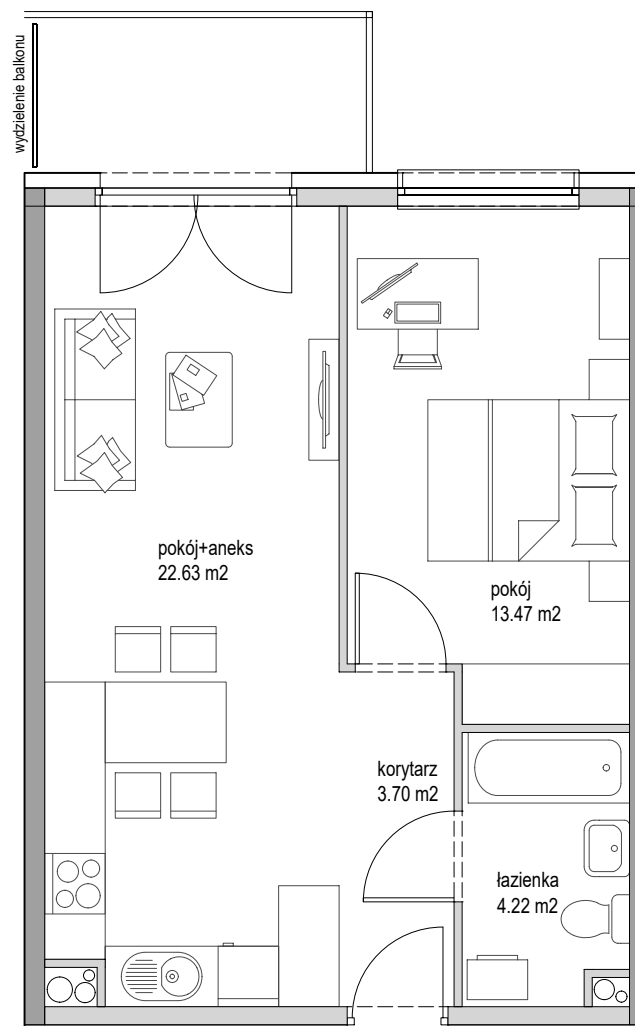 wydzielenie balkonu
pokój+aneks
22.63 m2
pokój
13.47 m2
korytarz
3.70 m2
łazienka
4.22 m2